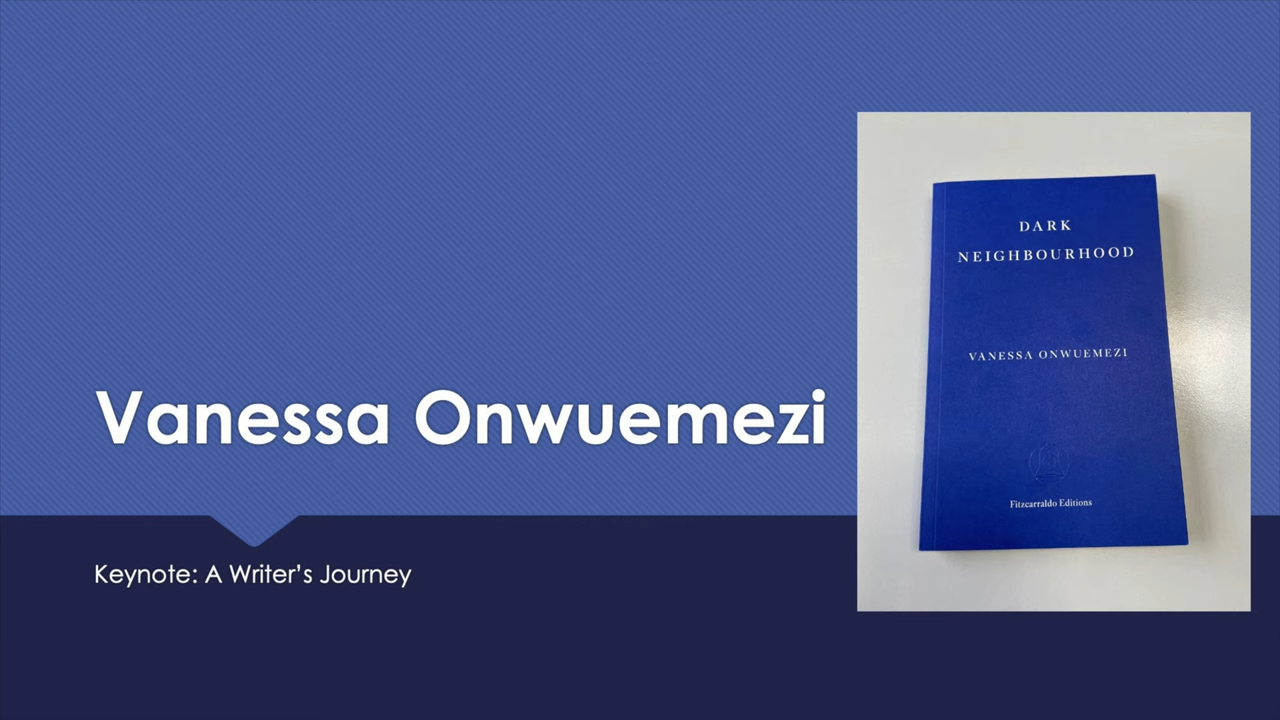 Vanessa Onwuemezi
Keynote: A Writer’s Journey
DARK
NEIGHBOURHOOD
VANESSA ONWUEMEZI
Fitzcarraldo Editions